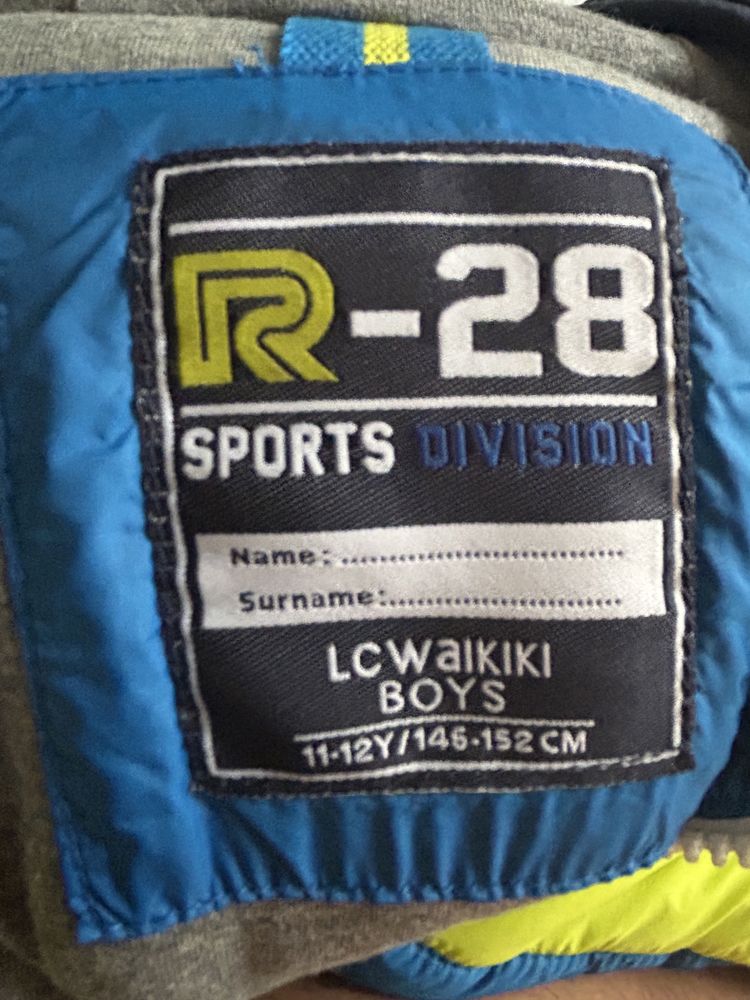 R-28
SPORTS DIVISION
Name:..............................
Surname:.........................
LCWaIKIKI
BOYS
11-12Y/146-152 CM